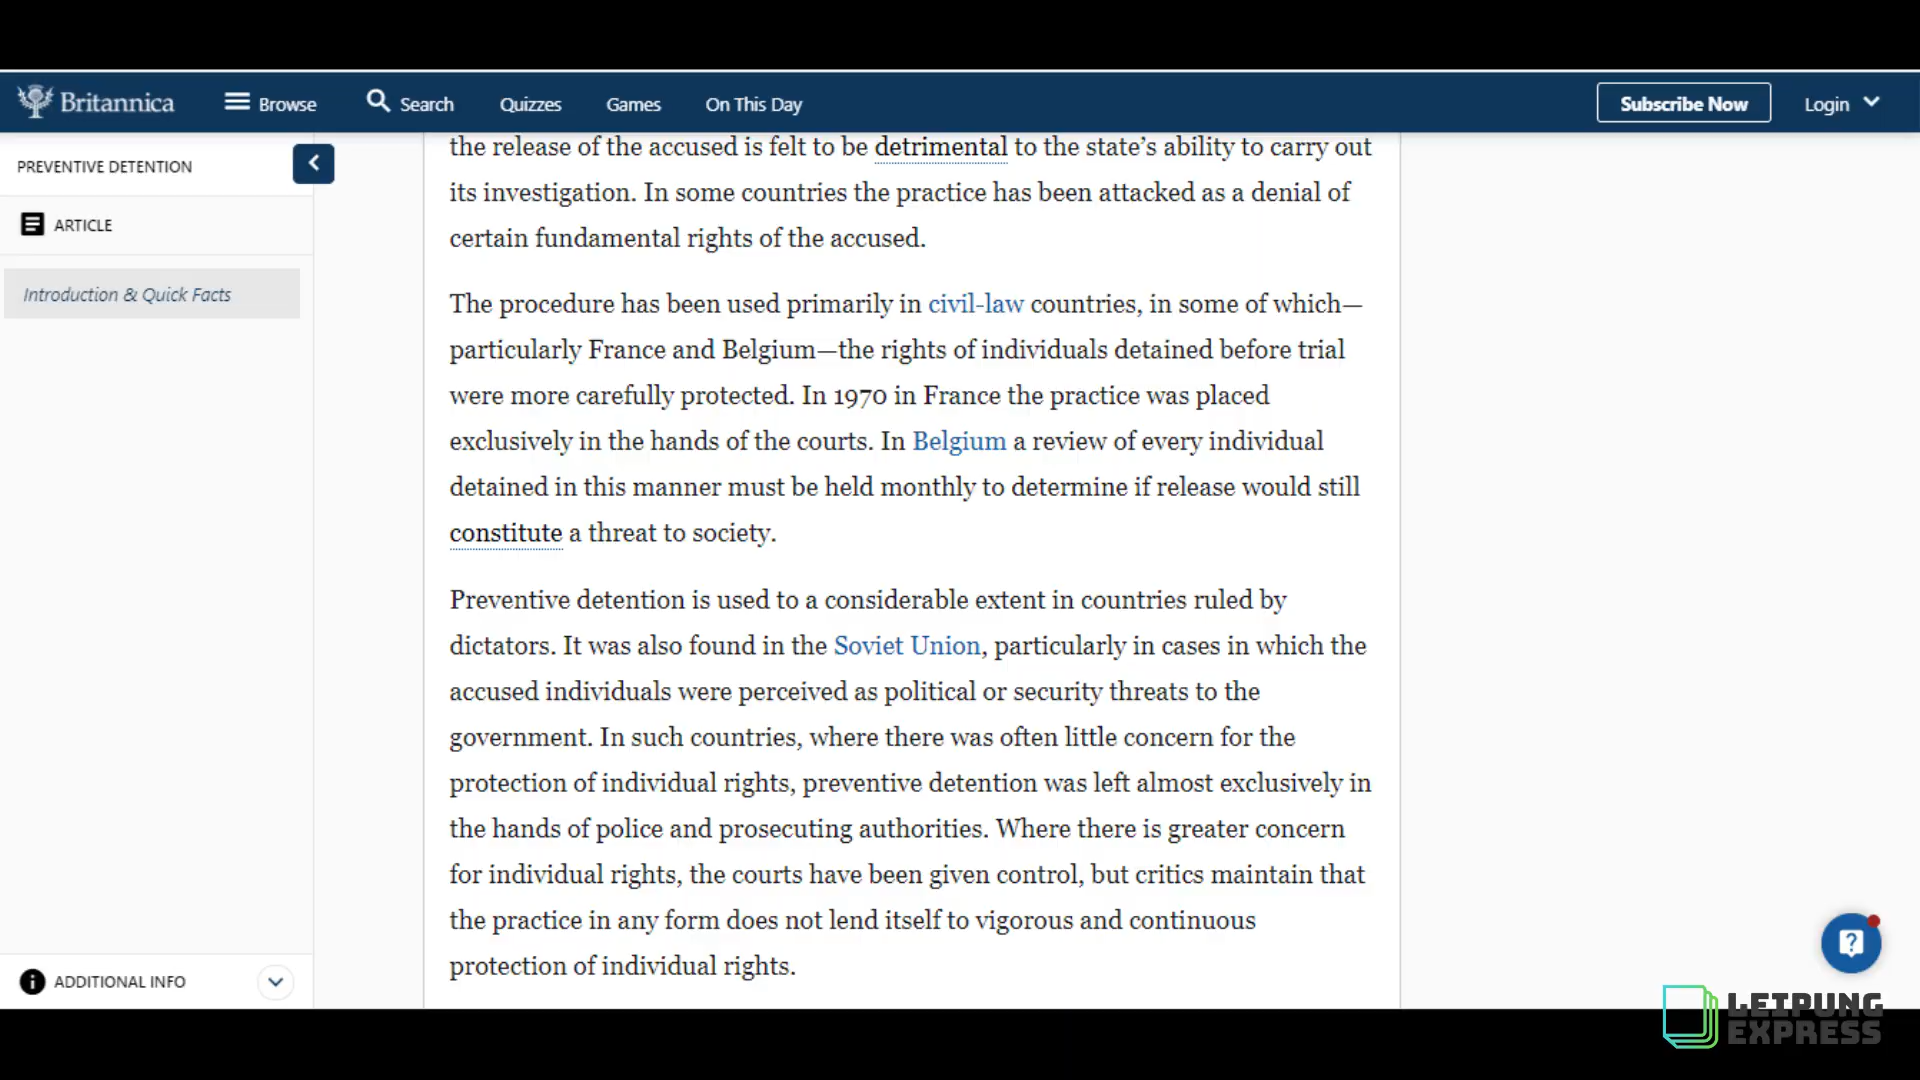 Britannica
Browse
Search
Quizzes
Games
On This Day
Subscribe Now
Login
PREVENTIVE DETENTION
ARTICLE
Introduction & Quick Facts
ADDITIONAL INFO
the release of the accused is felt to be detrimental to the state’s ability to carry out
its investigation. In some countries the practice has been attacked as a denial of
certain fundamental rights of the accused.
The procedure has been used primarily in civil-law countries, in some of which—
particularly France and Belgium—the rights of individuals detained before trial
were more carefully protected. In 1970 in France the practice was placed
exclusively in the hands of the courts. In Belgium a review of every individual
detained in this manner must be held monthly to determine if release would still
constitute a threat to society.
Preventive detention is used to a considerable extent in countries ruled by
dictators. It was also found in the Soviet Union, particularly in cases in which the
accused individuals were perceived as political or security threats to the
government. In such countries, where there was often little concern for the
protection of individual rights, preventive detention was left almost exclusively in
the hands of police and prosecuting authorities. Where there is greater concern
for individual rights, the courts have been given control, but critics maintain that
the practice in any form does not lend itself to vigorous and continuous
protection of individual rights.
LEIPUNG
EXPRESS